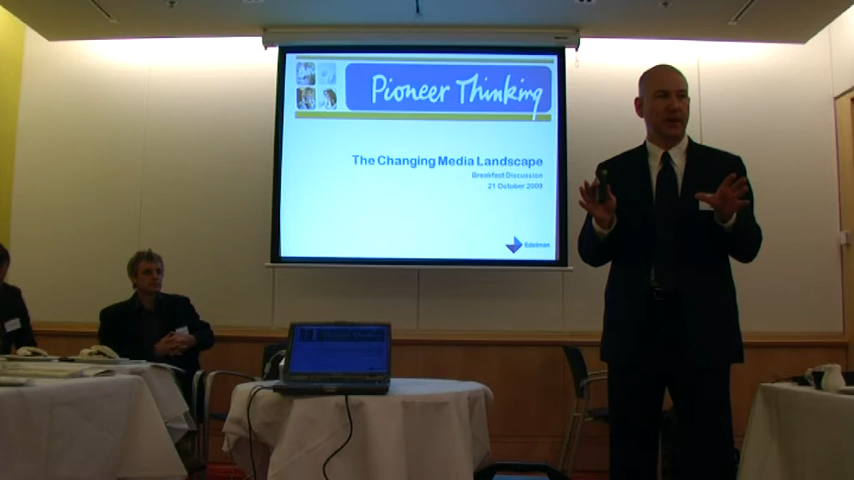 Pioneer Thinking
The Changing Media Landscape
Breakfast Discussion
21 October 2009
Edelman